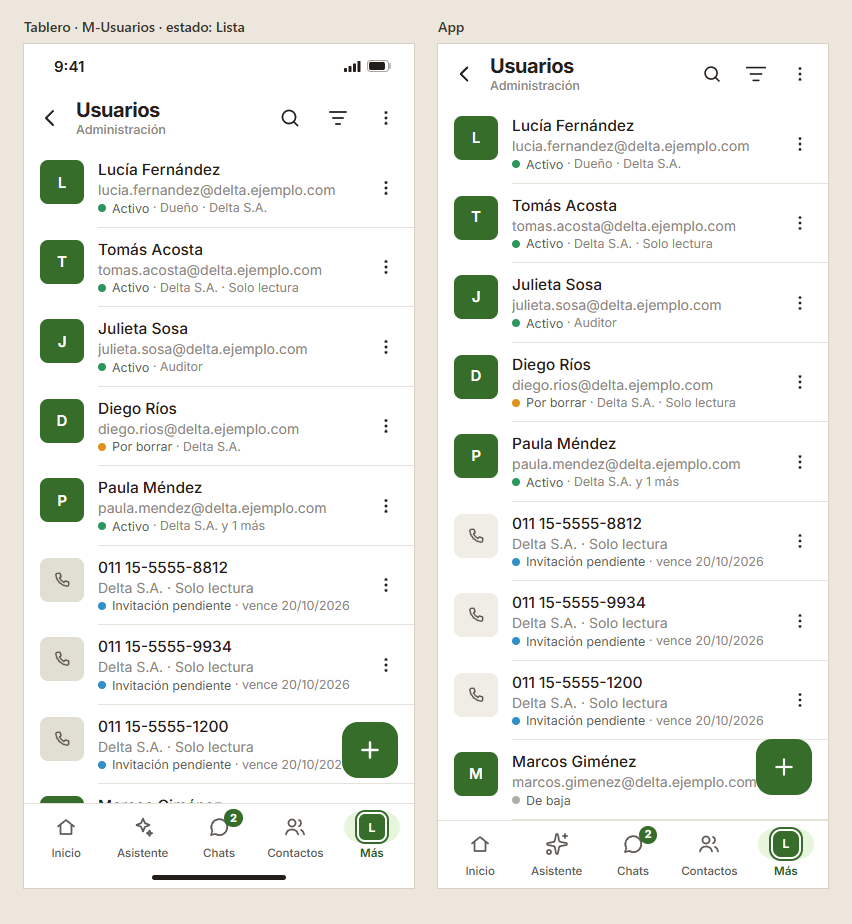 Tablero · M-Usuarios · estado: Lista
9:41
Usuarios
Administración
L
Lucía Fernández
lucia.fernandez@delta.ejemplo.com
Activo · Dueño · Delta S.A.
T
Tomás Acosta
tomas.acosta@delta.ejemplo.com
Activo · Delta S.A. · Solo lectura
J
Julieta Sosa
julieta.sosa@delta.ejemplo.com
Activo · Auditor
D
Diego Ríos
diego.rios@delta.ejemplo.com
Por borrar · Delta S.A.
P
Paula Méndez
paula.mendez@delta.ejemplo.com
Activo · Delta S.A. y 1 más
011 15-5555-8812
Delta S.A. · Solo lectura
Invitación pendiente · vence 20/10/2026
011 15-5555-9934
Delta S.A. · Solo lectura
Invitación pendiente · vence 20/10/2026
011 15-5555-1200
Delta S.A. · Solo lectura
Invitación pendiente · vence 20/10/202
2
L
Inicio
Asistente
Chats
Contactos
Más
App
Usuarios
Administración
L
Lucía Fernández
lucia.fernandez@delta.ejemplo.com
Activo · Dueño · Delta S.A.
T
Tomás Acosta
tomas.acosta@delta.ejemplo.com
Activo · Delta S.A. · Solo lectura
J
Julieta Sosa
julieta.sosa@delta.ejemplo.com
Activo · Auditor
D
Diego Ríos
diego.rios@delta.ejemplo.com
Por borrar · Delta S.A. · Solo lectura
P
Paula Méndez
paula.mendez@delta.ejemplo.com
Activo · Delta S.A. y 1 más
011 15-5555-8812
Delta S.A. · Solo lectura
Invitación pendiente · vence 20/10/2026
011 15-5555-9934
Delta S.A. · Solo lectura
Invitación pendiente · vence 20/10/2026
011 15-5555-1200
Delta S.A. · Solo lectura
Invitación pendiente · vence 20/10/2026
M
Marcos Giménez
marcos.gimenez@delta.ejemplo.com
De baja
2
L
Inicio
Asistente
Chats
Contactos
Más